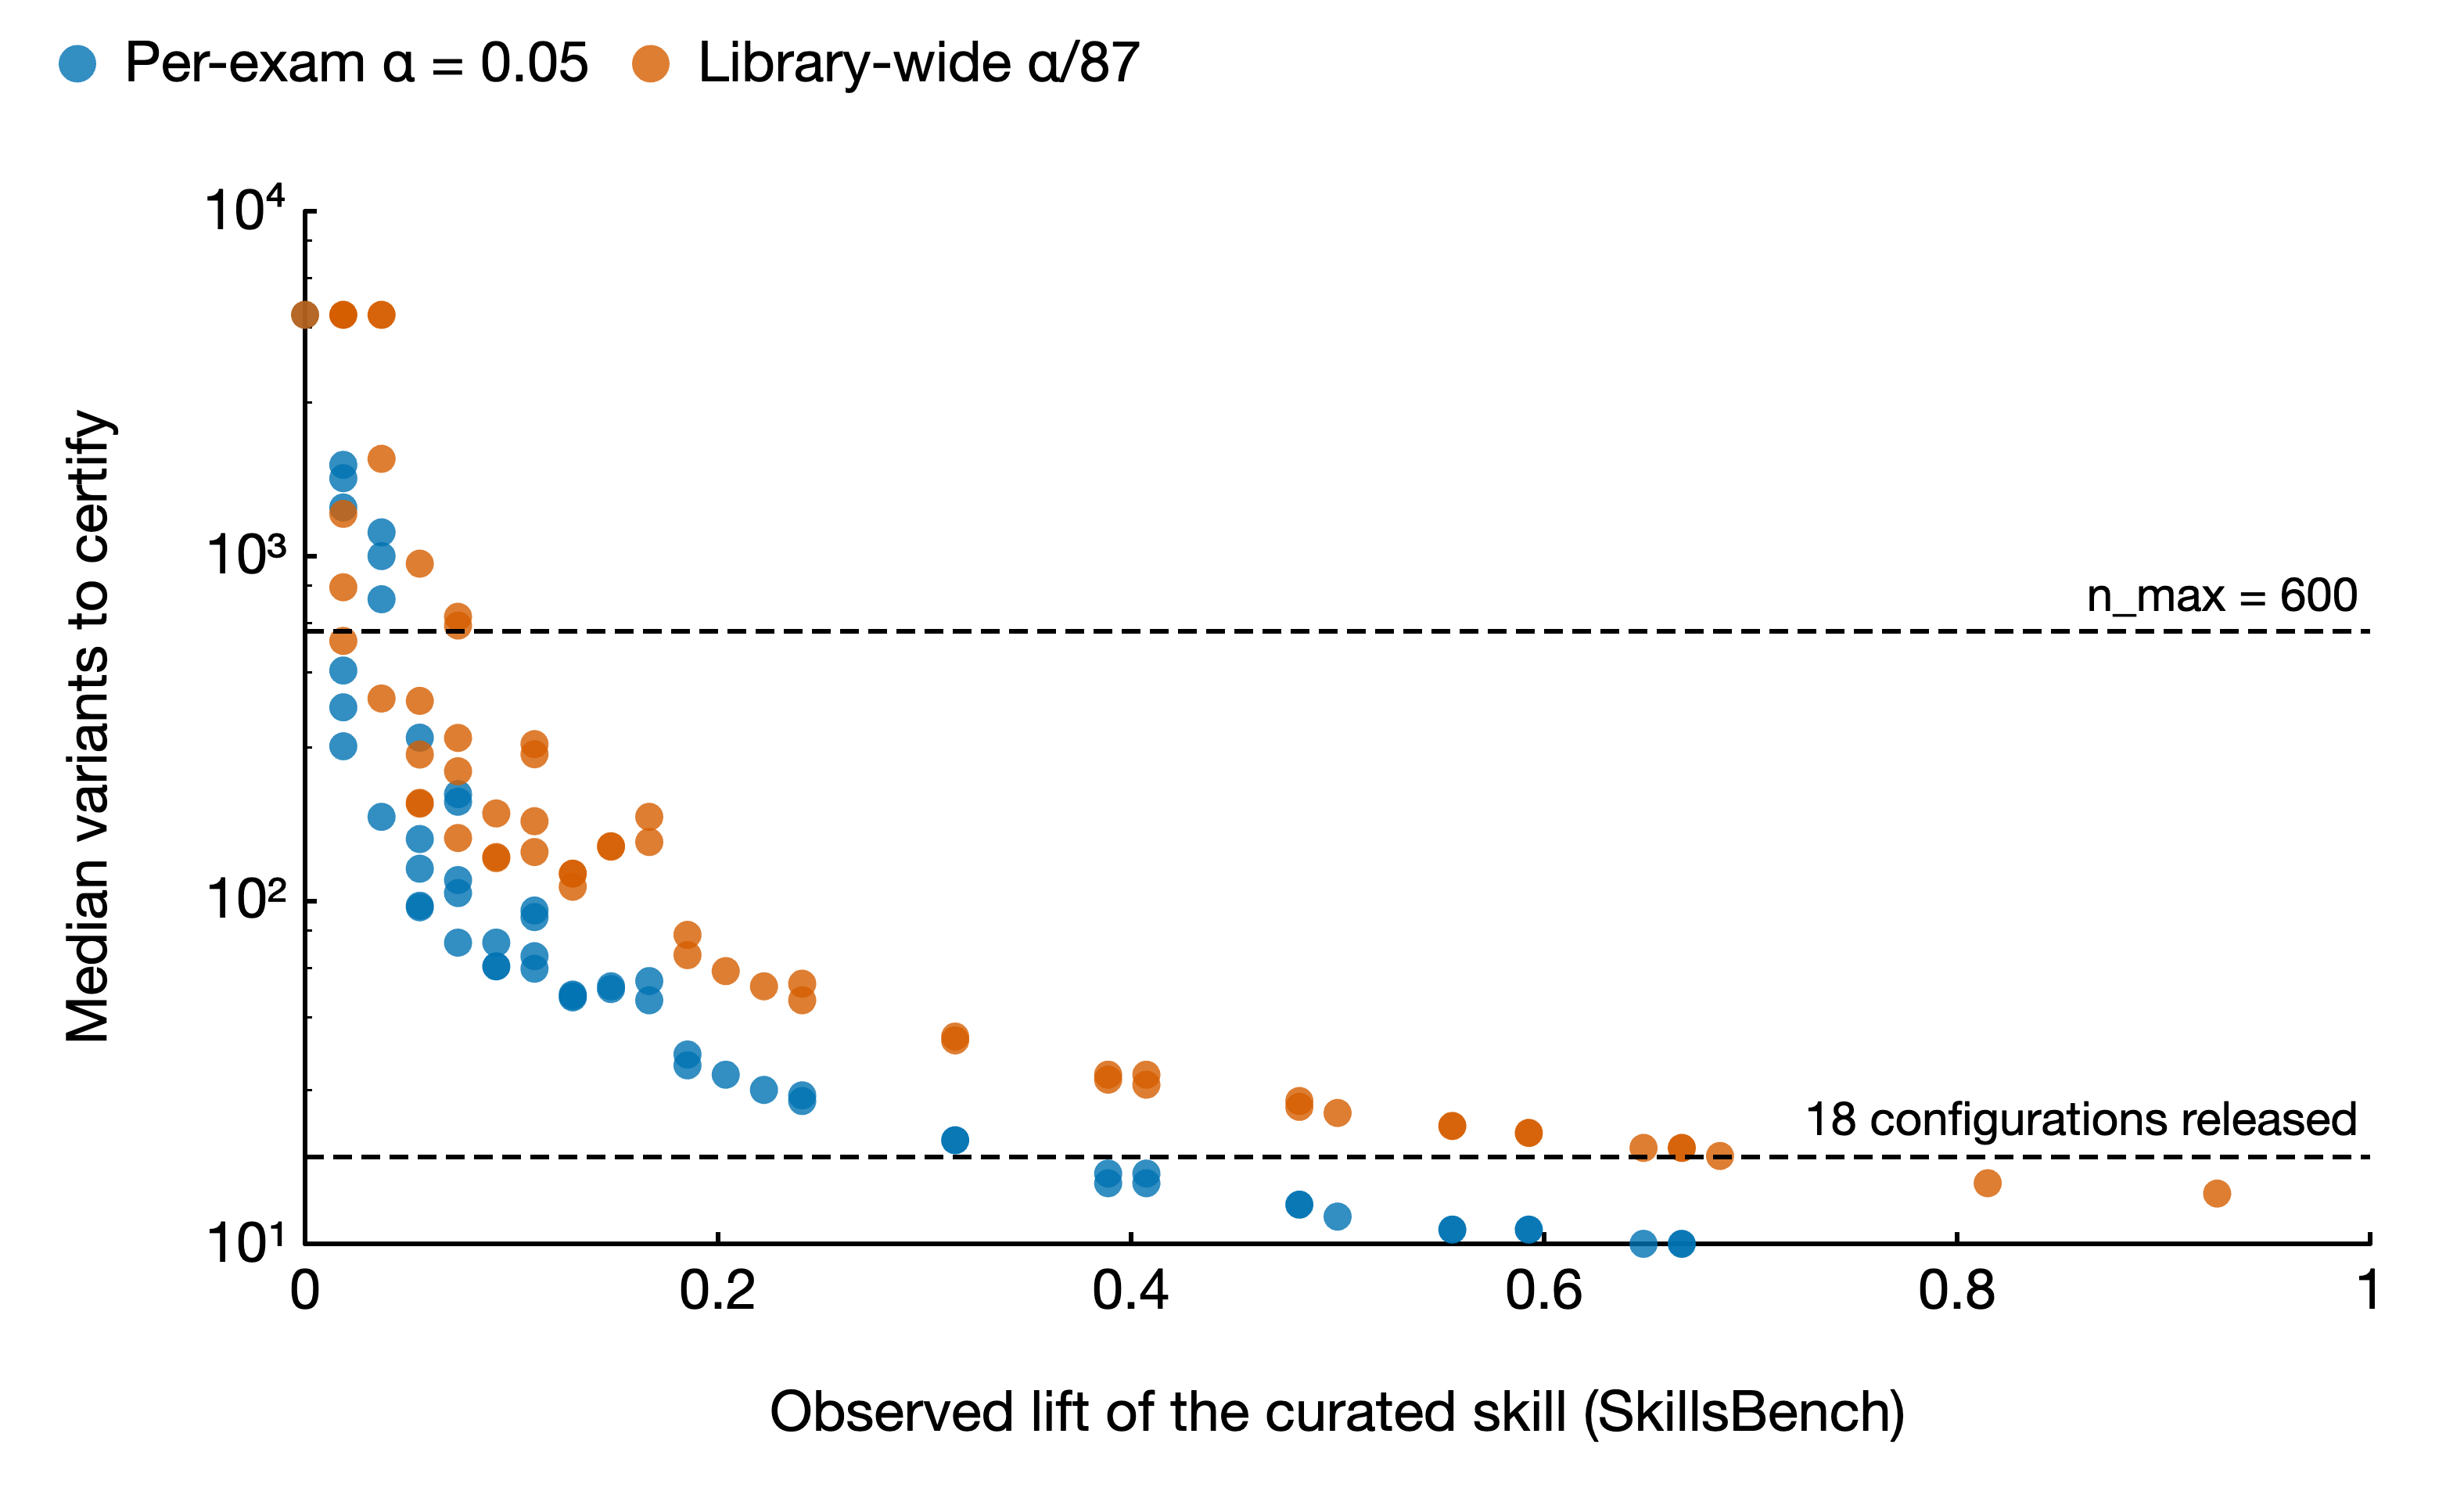 Per-exam α = 0.05
Library-wide α/87
10⁴
10³
10²
10¹
Median variants to certify
n_max = 600
18 configurations released
0
0.2
0.4
0.6
0.8
1
Observed lift of the curated skill (SkillsBench)